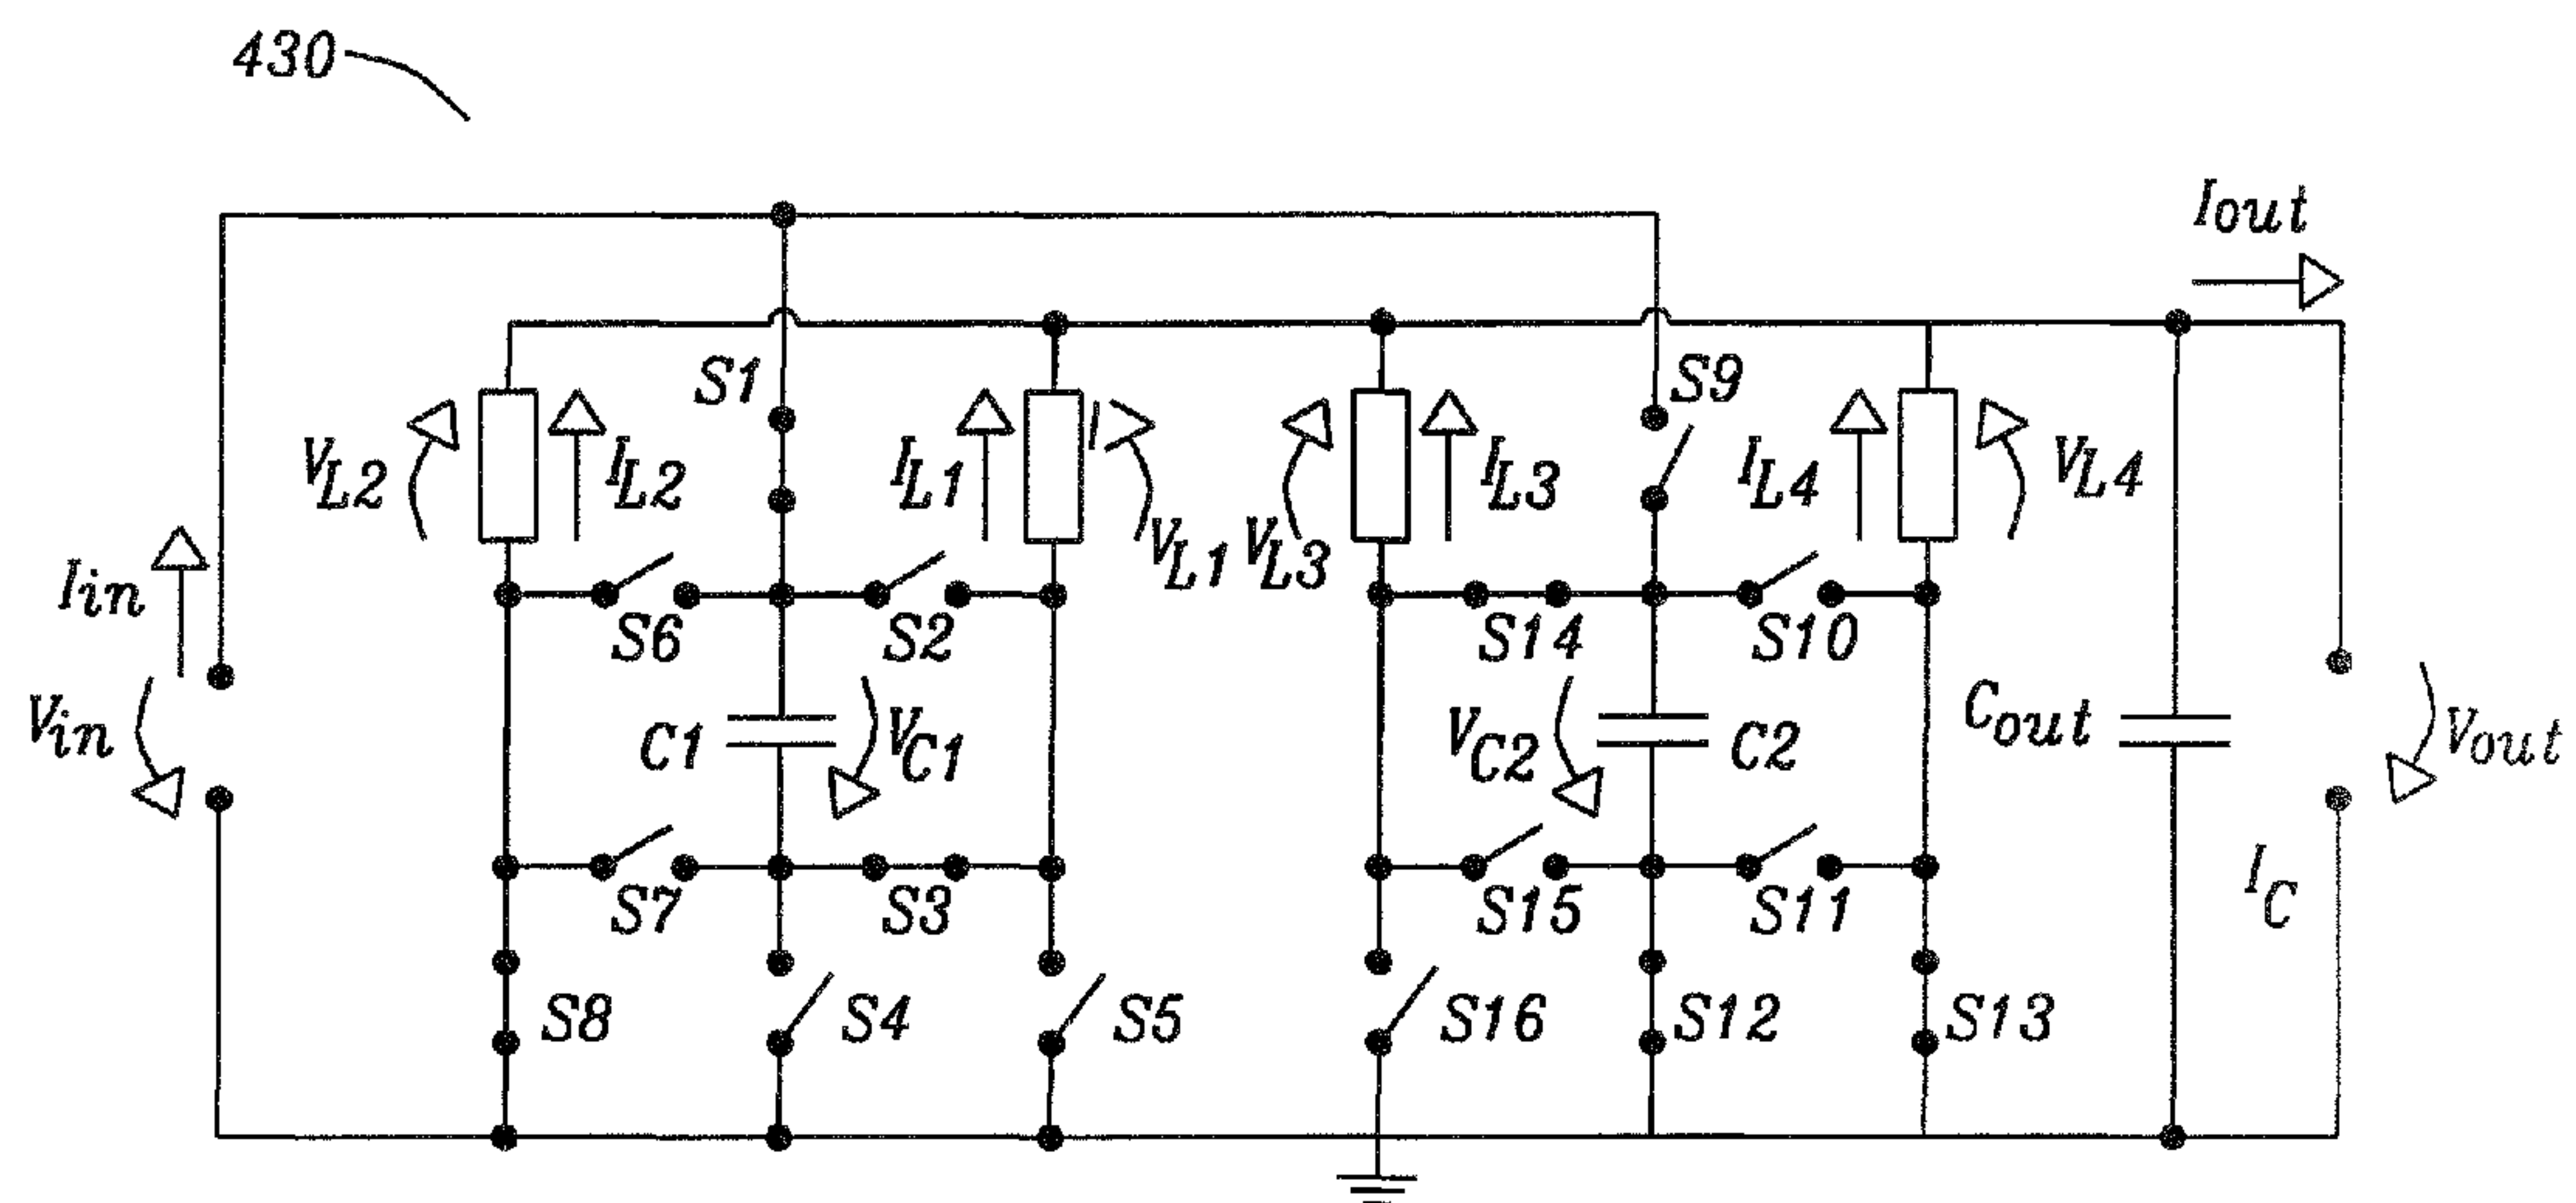 430
Iout
S1
S9
VL2
IL2
IL1
VL1
VL3
IL3
IL4
VL4
Iin
S6
S2
S14
S10
Vin
C1
VC1
VC2
C2
Cout
Vout
S7
S3
S15
S11
IC
S8
S4
S5
S16
S12
S13